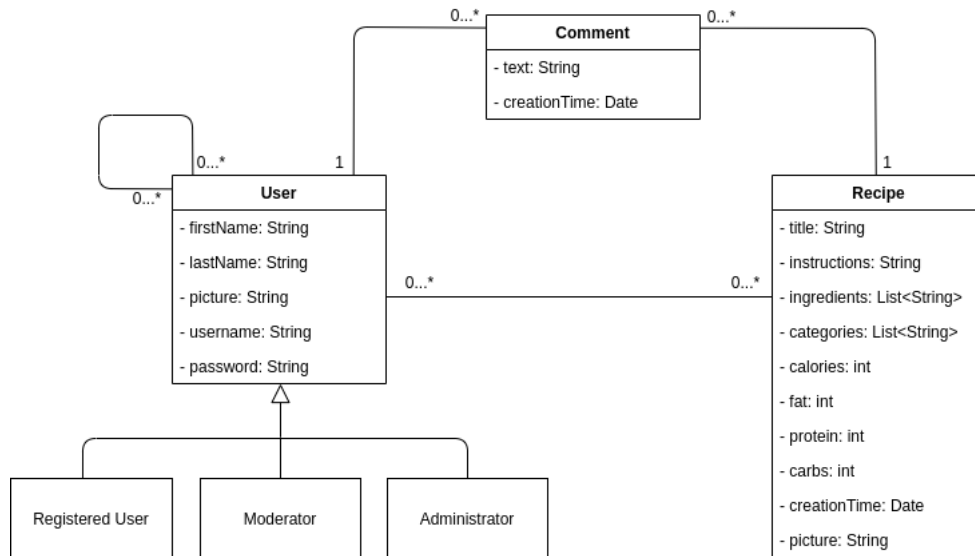 0...*
0...*
Comment
- text: String
- creationTime: Date
0...*
1
1
0...*
User
- firstName: String
- lastName: String
- picture: String
- username: String
- password: String
Recipe
- title: String
- instructions: String
- ingredients: List<String>
- categories: List<String>
- calories: int
- fat: int
- protein: int
- carbs: int
- creationTime: Date
- picture: String
0...*
0...*
Registered User
Moderator
Administrator